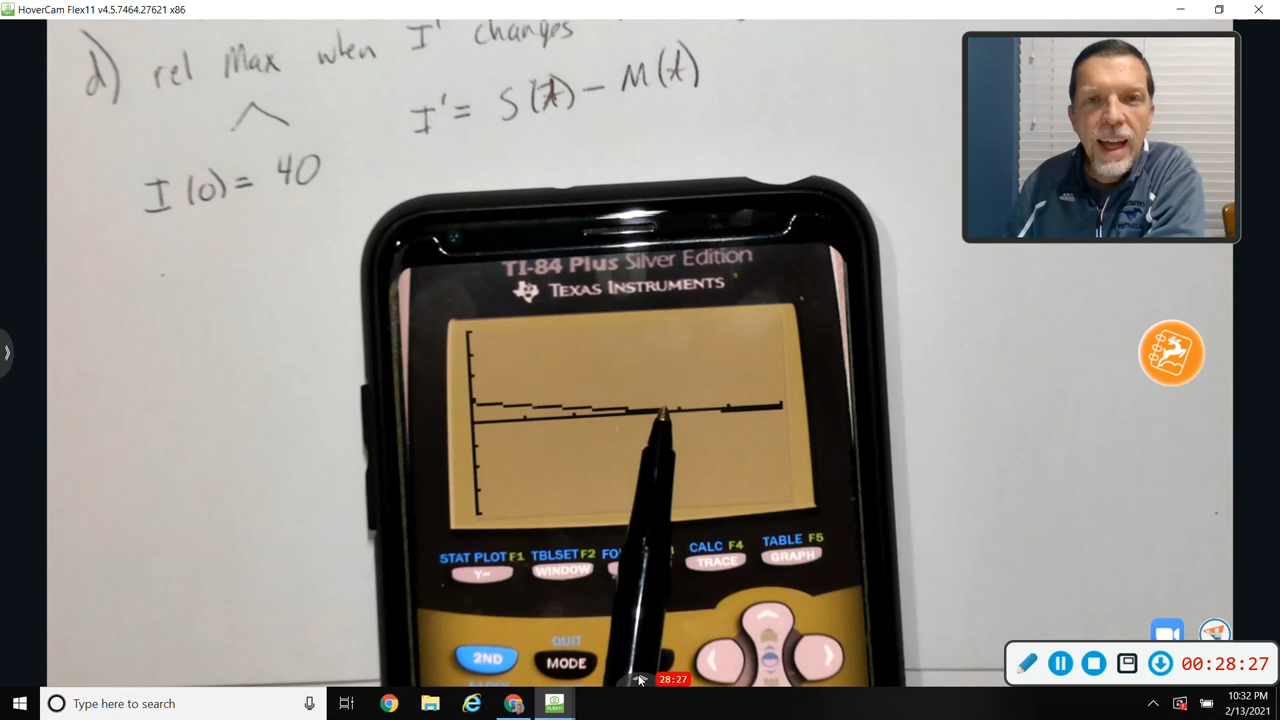 HoverCam Flex11 v4.5.7464.27621 x86
d) rel Max when I' changes
I' = S(t) - M(t)
I(0) = 40
TI-84 Plus Silver Edition
TEXAS INSTRUMENTS
STAT PLOT F1 TBLSET F2 CALC F4 TABLE F5
Y= WINDOW TRACE GRAPH
QUIT
2ND MODE
28:27
00:28:27
Type here to search
FLEX11
10:32 PM
2/13/2021